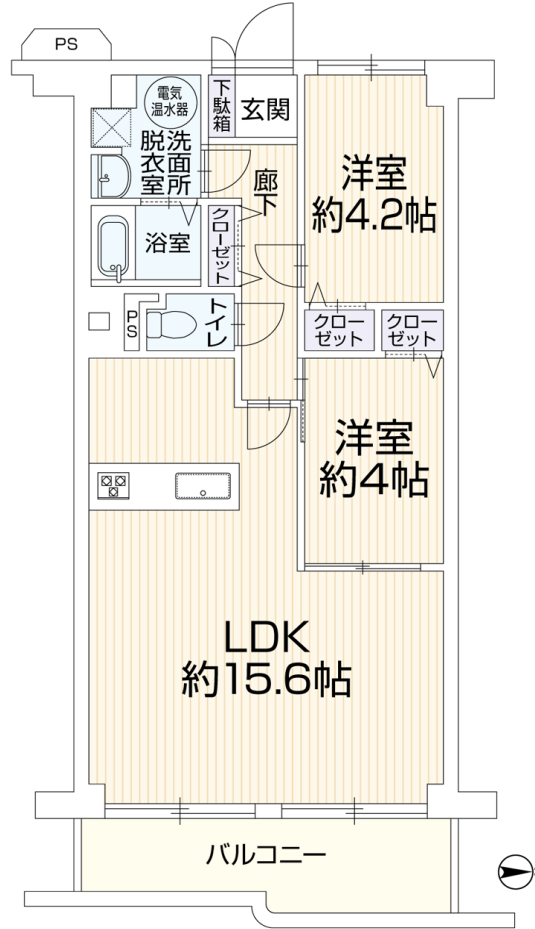 PS
電気
温水器
下駄箱
玄関
洗面所
脱衣室
廊下
洋室
約4.2帖
浴室
クローゼット
トイレ
PS
クロー
ゼット
クロー
ゼット
洋室
約4帖
LDK
約15.6帖
バルコニー